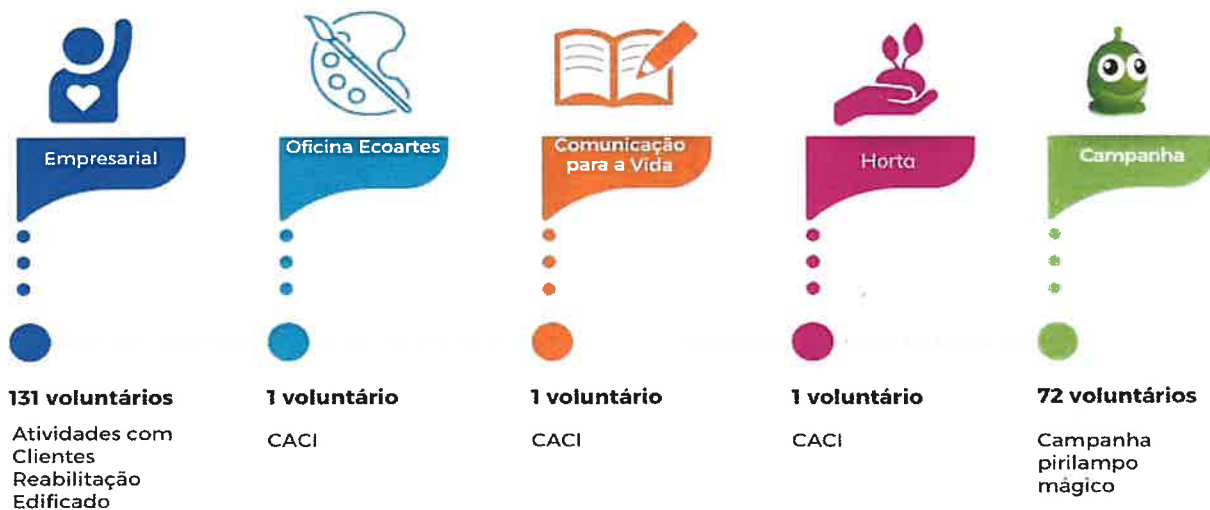 Empresarial
Oficina Ecoartes
Comunicação
para a Vida
Horta
Campanha
131 voluntários
Atividades com
Clientes
Reabilitação
Edificado
1 voluntário
CACI
1 voluntário
CACI
1 voluntário
CACI
72 voluntários
Campanha
pirilampo
mágico